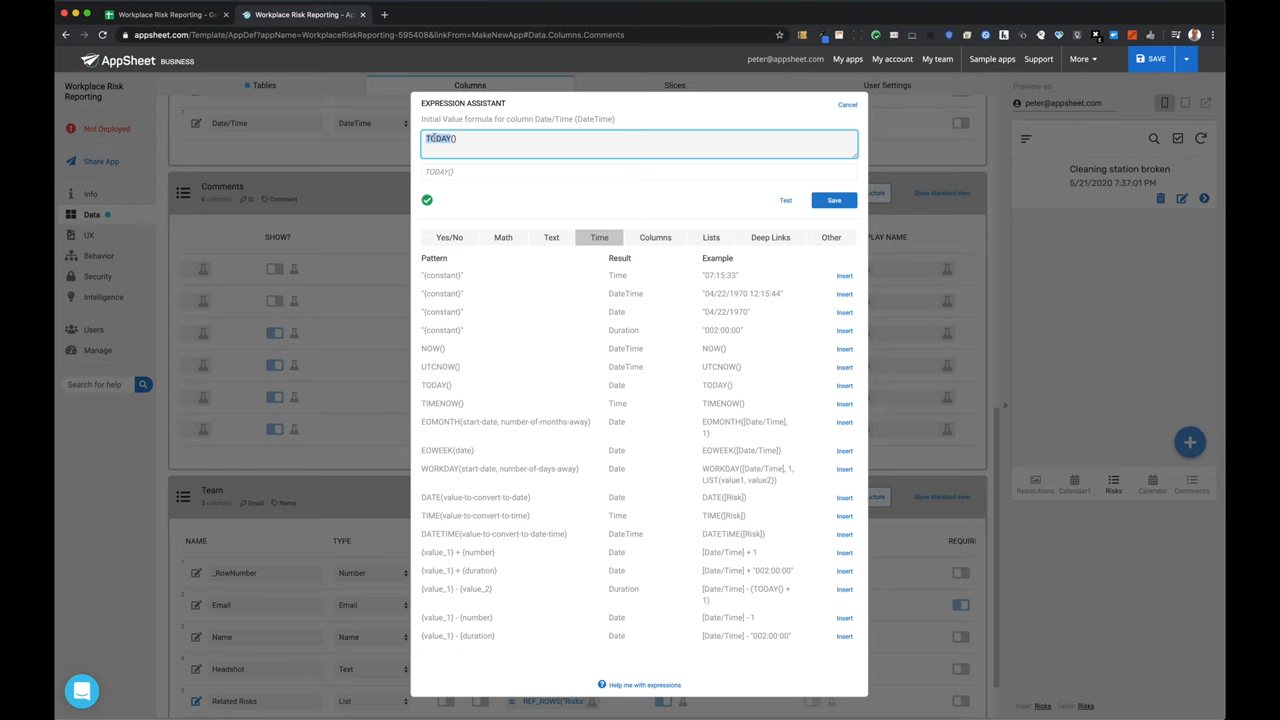 Workplace Risk Reporting - Go
Workplace Risk Reporting - Ap
appsheet.com/Template/AppDef?appName=WorkplaceRiskReporting-595408&linkFrom=MakeNewApp#Data.Columns.Comments
AppSheet BUSINESS
peter@appsheet.com
My apps
My account
My team
Sample apps
Support
More
SAVE
Workplace Risk
Reporting
Not Deployed
Share App
Info
Data
UX
Behavior
Security
Intelligence
Users
Manage
Search for help
Tables
Columns
Slices
User Settings
Date/Time
DateTime
Comments
6 columns
ID
Comment
Show standard view
SHOW?
PLAY NAME
Team
5 columns
Email
Name
Show standard view
NAME
TYPE
REQUIRE
_RowNumber
Number
Email
Email
Name
Name
Headshot
Text
Related Risks
List
REF_ROWS("Risks"
EXPRESSION ASSISTANT
Cancel
Initial Value formula for column Date/Time (DateTime)
TODAY()
TODAY()
Test
Save
Yes/No
Math
Text
Time
Columns
Lists
Deep Links
Other
Pattern Result Example
"{constant}" Time "07:15:33" Insert
"{constant}" DateTime "04/22/1970 12:15:44" Insert
"{constant}" Date "04/22/1970" Insert
"{constant}" Duration "002:00:00" Insert
NOW() DateTime NOW() Insert
UTCNOW() DateTime UTCNOW() Insert
TODAY() Date TODAY() Insert
TIMENOW() Time TIMENOW() Insert
EOMONTH(start-date, number-of-months-away) Date EOMONTH([Date/Time], Insert
1)
EOWEEK(date) Date EOWEEK([Date/Time]) Insert
WORKDAY(start-date, number-of-days-away) Date WORKDAY([Date/Time], 1, Insert
LIST(value1, value2))
DATE(value-to-convert-to-date) Date DATE([Risk]) Insert
TIME(value-to-convert-to-time) Time TIME([Risk]) Insert
DATETIME(value-to-convert-to-date-time) DateTime DATETIME([Risk]) Insert
{value_1} + {number} Date [Date/Time] + 1 Insert
{value_1} + {duration} Date [Date/Time] + "002:00:00" Insert
{value_1} - {value_2} Duration [Date/Time] - (TODAY() + Insert
1)
{value_1} - {number} Date [Date/Time] - 1 Insert
{value_1} - {duration} Date [Date/Time] - "002:00:00" Insert
Help me with expressions
Preview as
peter@appsheet.com
Cleaning station broken
5/21/2020 7:37:01 PM
Resolutions
Calendar1
Risks
Calendar
Comments
View: Risks Table: Risks